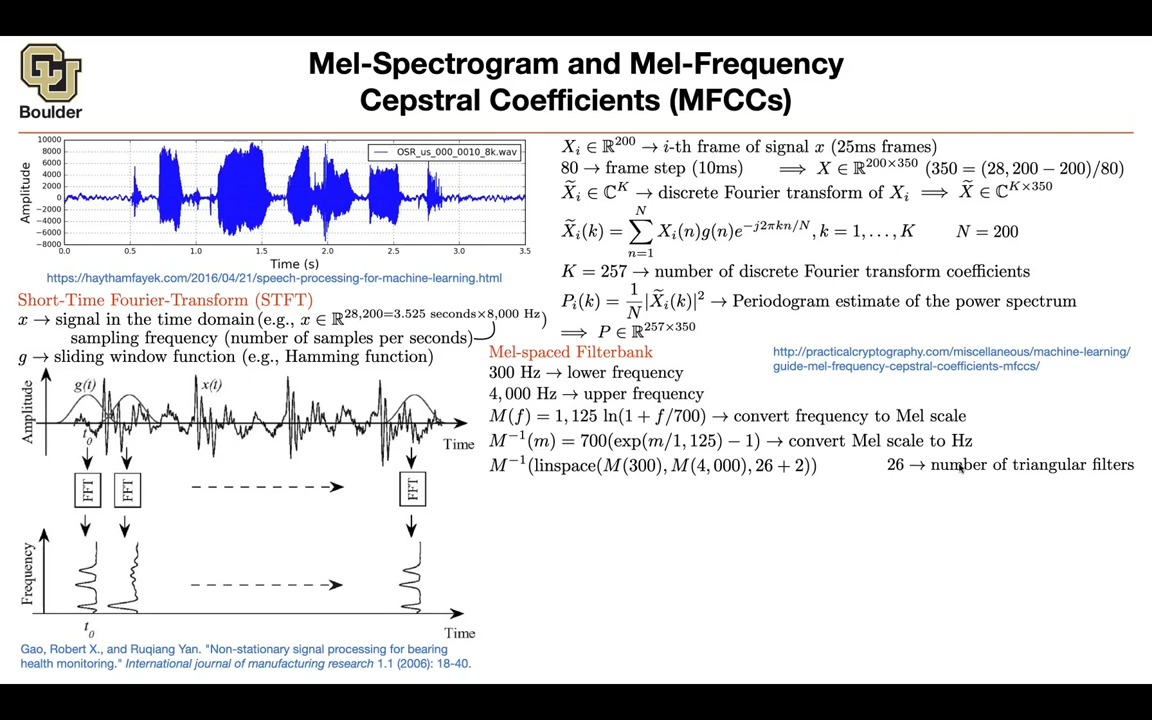 Mel-Spectrogram and Mel-Frequency
Cepstral Coefficients (MFCCs)
CU
Boulder
10000
8000
6000
4000
2000
0
−2000
−4000
−6000
−8000
Amplitude
OSR_us_000_0010_8k.wav
0.0 0.5 1.0 1.5 2.0 2.5 3.0 3.5
Time (s)
https://haythamfayek.com/2016/04/21/speech-processing-for-machine-learning.html
Short-Time Fourier-Transform (STFT)
x → signal in the time domain (e.g., x ∈ ℝ^{28,200=3.525 seconds×8,000 Hz})
sampling frequency (number of samples per seconds)
g → sliding window function (e.g., Hamming function)
Amplitude
g(t)
x(t)
t₀
Time
FFT FFT FFT
Frequency
t₀
Time
Gao, Robert X., and Ruqiang Yan. "Non-stationary signal processing for bearing
health monitoring." International journal of manufacturing research 1.1 (2006): 18-40.
X_i ∈ ℝ^{200} → i-th frame of signal x (25ms frames)
80 → frame step (10ms) ⟹ X ∈ ℝ^{200×350} (350 = (28,200 − 200)/80)
X̃_i ∈ ℂ^K → discrete Fourier transform of X_i ⟹ X̃ ∈ ℂ^{K×350}
X̃_i(k) = ∑_{n=1}^{N} X_i(n)g(n)e^{−j2πkn/N}, k = 1, . . . , K N = 200
K = 257 → number of discrete Fourier transform coefficients
P_i(k) = 1/N |X̃_i(k)|² → Periodogram estimate of the power spectrum
⟹ P ∈ ℝ^{257×350}
Mel-spaced Filterbank
http://practicalcryptography.com/miscellaneous/machine-learning/
guide-mel-frequency-cepstral-coefficients-mfccs/
300 Hz → lower frequency
4,000 Hz → upper frequency
M(f) = 1,125 ln(1 + f/700) → convert frequency to Mel scale
M⁻¹(m) = 700(exp(m/1,125) − 1) → convert Mel scale to Hz
M⁻¹(linspace(M(300), M(4,000), 26 + 2)) 26 → number of triangular filters